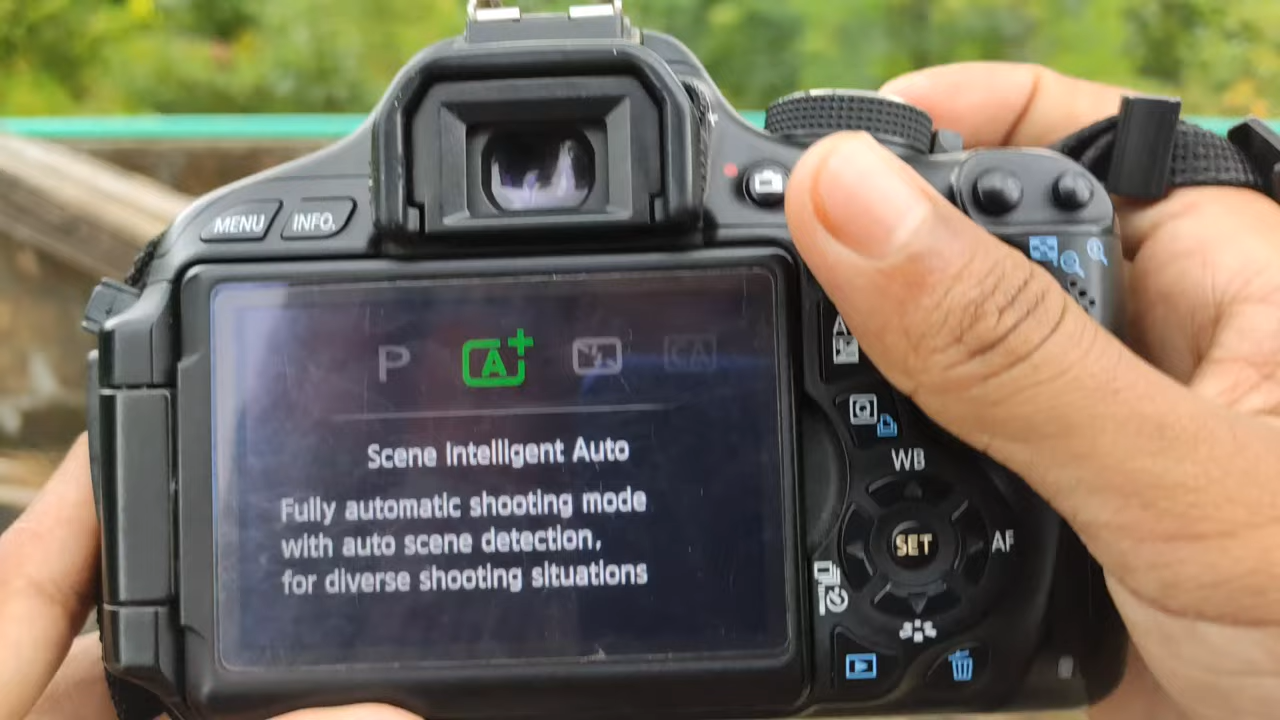 MENU INFO.
P A+ CA
Scene Intelligent Auto
Fully automatic shooting mode
with auto scene detection,
for diverse shooting situations
A
Q
WB
SET
AF